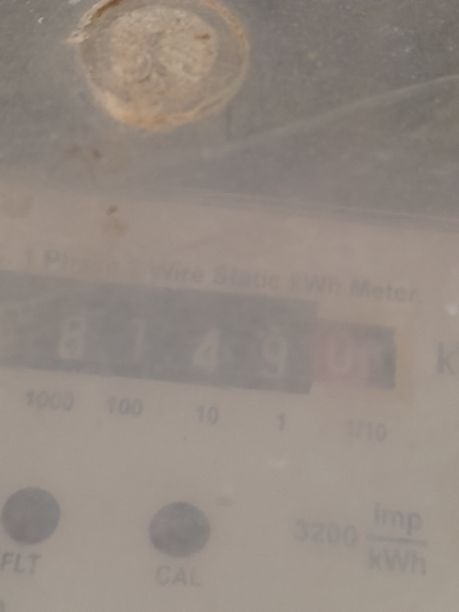 1 Phase 2 Wire Static kWh Meter.
8 1 4 9 0
k
1000 100 10 1 1/10
3200 imp/kWh
FLT CAL